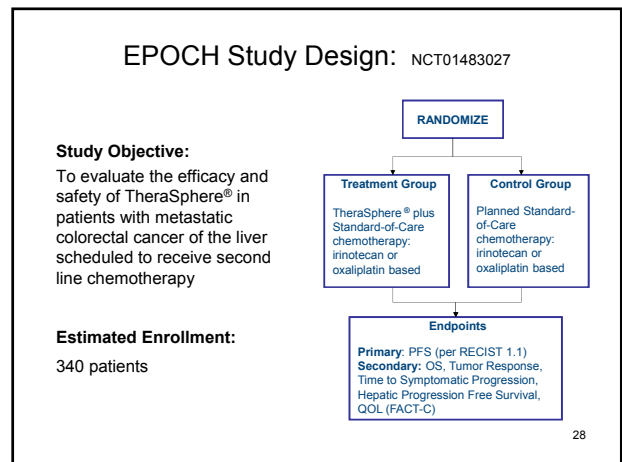 EPOCH Study Design: NCT01483027
Study Objective:
To evaluate the efficacy and
safety of TheraSphere® in
patients with metastatic
colorectal cancer of the liver
scheduled to receive second
line chemotherapy
Estimated Enrollment:
340 patients
RANDOMIZE
Treatment Group
TheraSphere ® plus
Standard-of-Care
chemotherapy:
irinotecan or
oxaliplatin based
Control Group
Planned Standard-
of-Care
chemotherapy:
irinotecan or
oxaliplatin based
Endpoints
Primary: PFS (per RECIST 1.1)
Secondary: OS, Tumor Response,
Time to Symptomatic Progression,
Hepatic Progression Free Survival,
QOL (FACT-C)
28